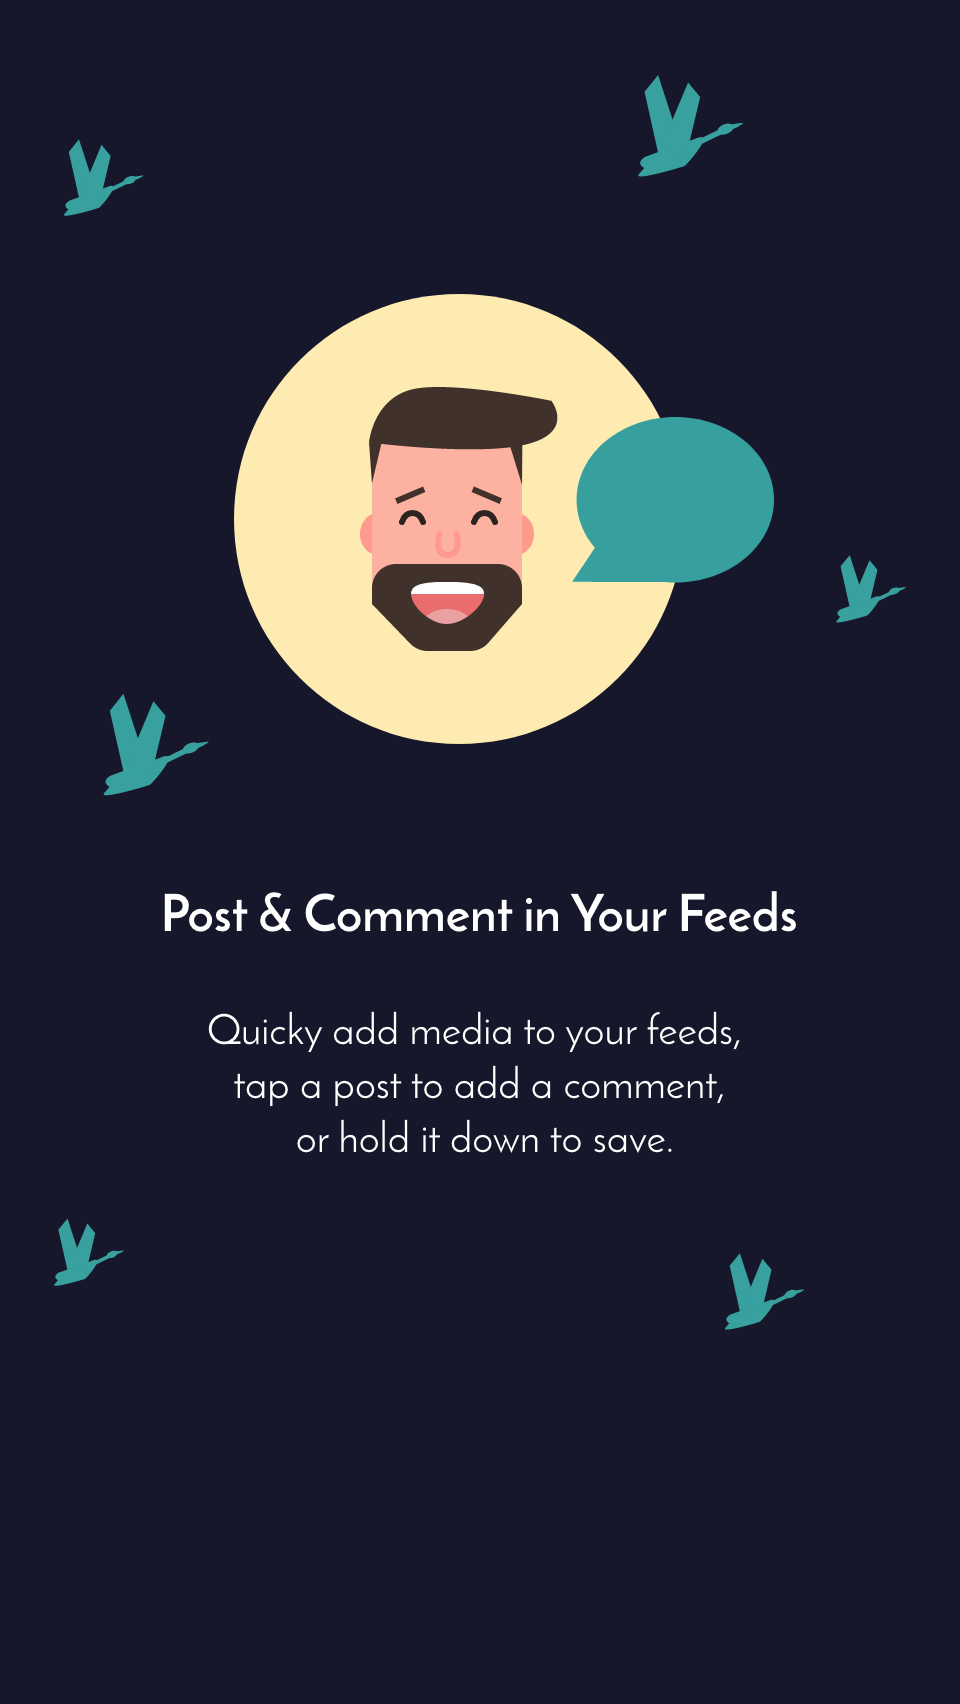 Post & Comment in Your Feeds
Quicky add media to your feeds,
tap a post to add a comment,
or hold it down to save.